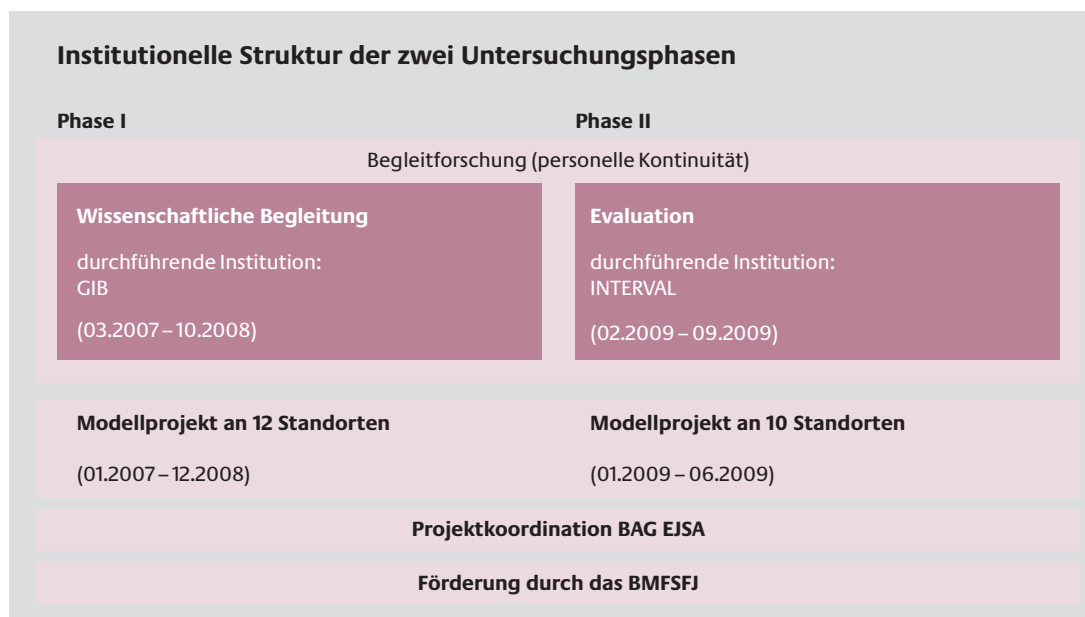 Institutionelle Struktur der zwei Untersuchungsphasen
Phase I
Phase II
Begleitforschung (personelle Kontinuität)
Wissenschaftliche Begleitung
durchführende Institution:
GIB
(03.2007 – 10.2008)
Evaluation
durchführende Institution:
INTERVAL
(02.2009 – 09.2009)
Modellprojekt an 12 Standorten
(01.2007 – 12.2008)
Modellprojekt an 10 Standorten
(01.2009 – 06.2009)
Projektkoordination BAG EJSA
Förderung durch das BMFSFJ